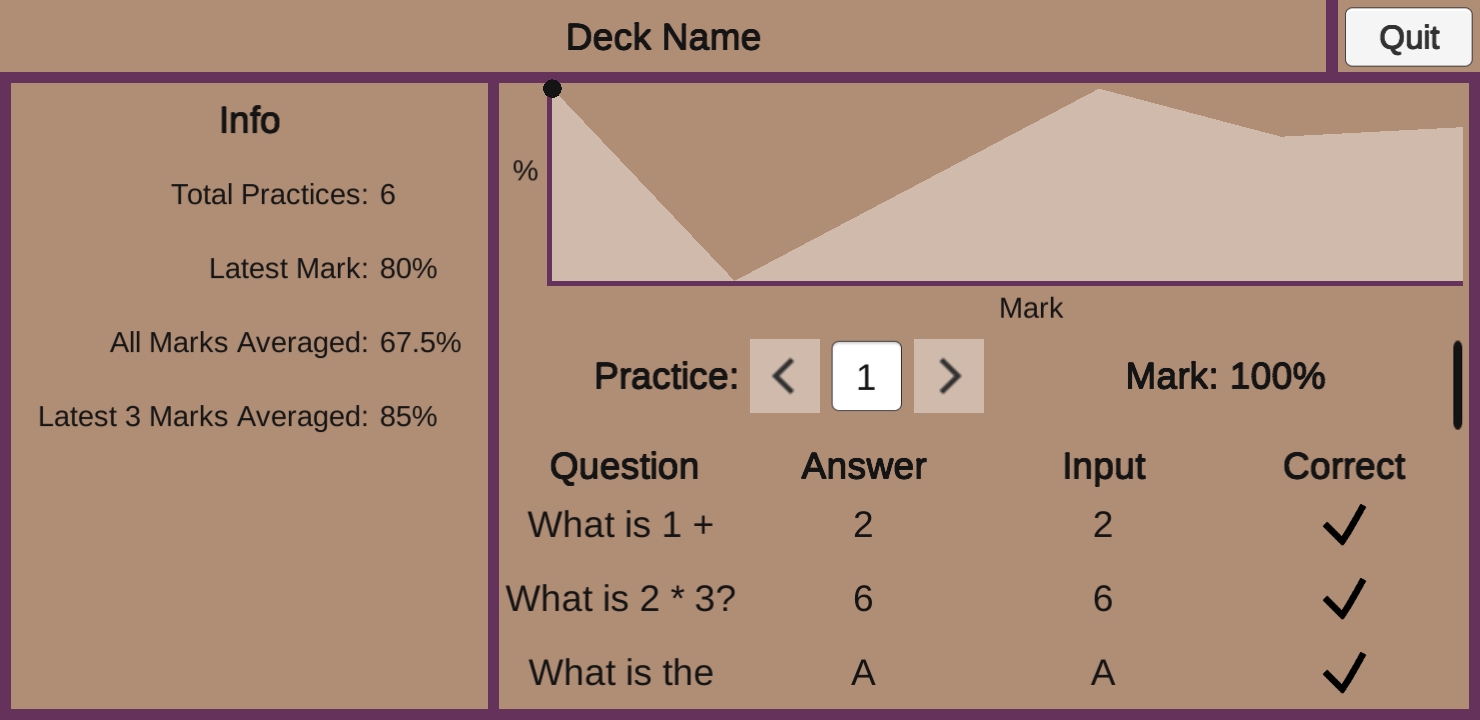 Deck Name
Quit
Info
Total Practices: 6
Latest Mark: 80%
All Marks Averaged: 67.5%
Latest 3 Marks Averaged: 85%
%
Mark
Practice: 1 Mark: 100%
Question Answer Input Correct
What is 1 + 2 2
What is 2 * 3? 6 6
What is the A A